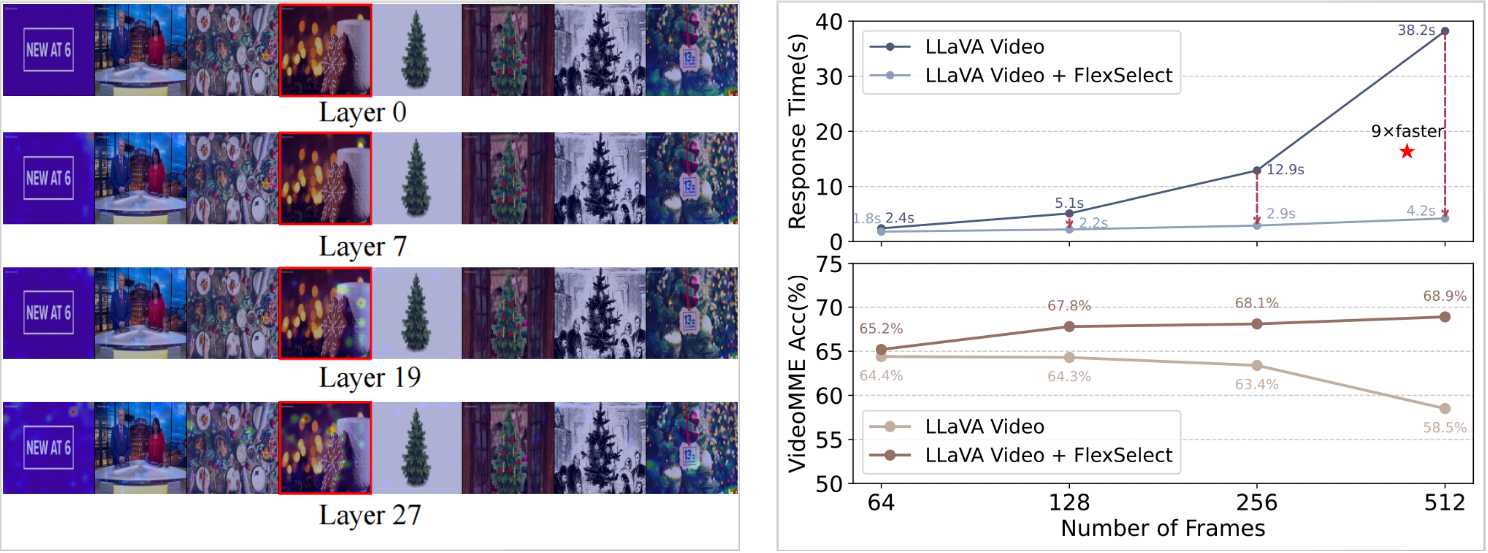 NEW AT 6
13
Layer 0
NEW AT 6
13
Layer 7
NEW AT 6
13
Layer 19
NEW AT 6
13
Layer 27
40
30
20
10
0
Response Time(s)
LLaVA Video
LLaVA Video + FlexSelect
1.8s
2.4s
5.1s
2.2s
12.9s
2.9s
38.2s
4.2s
9×faster
75
70
65
60
55
50
VideoMME Acc(%)
65.2%
67.8%
68.1%
68.9%
64.4%
64.3%
63.4%
58.5%
LLaVA Video
LLaVA Video + FlexSelect
64
128
256
512
Number of Frames